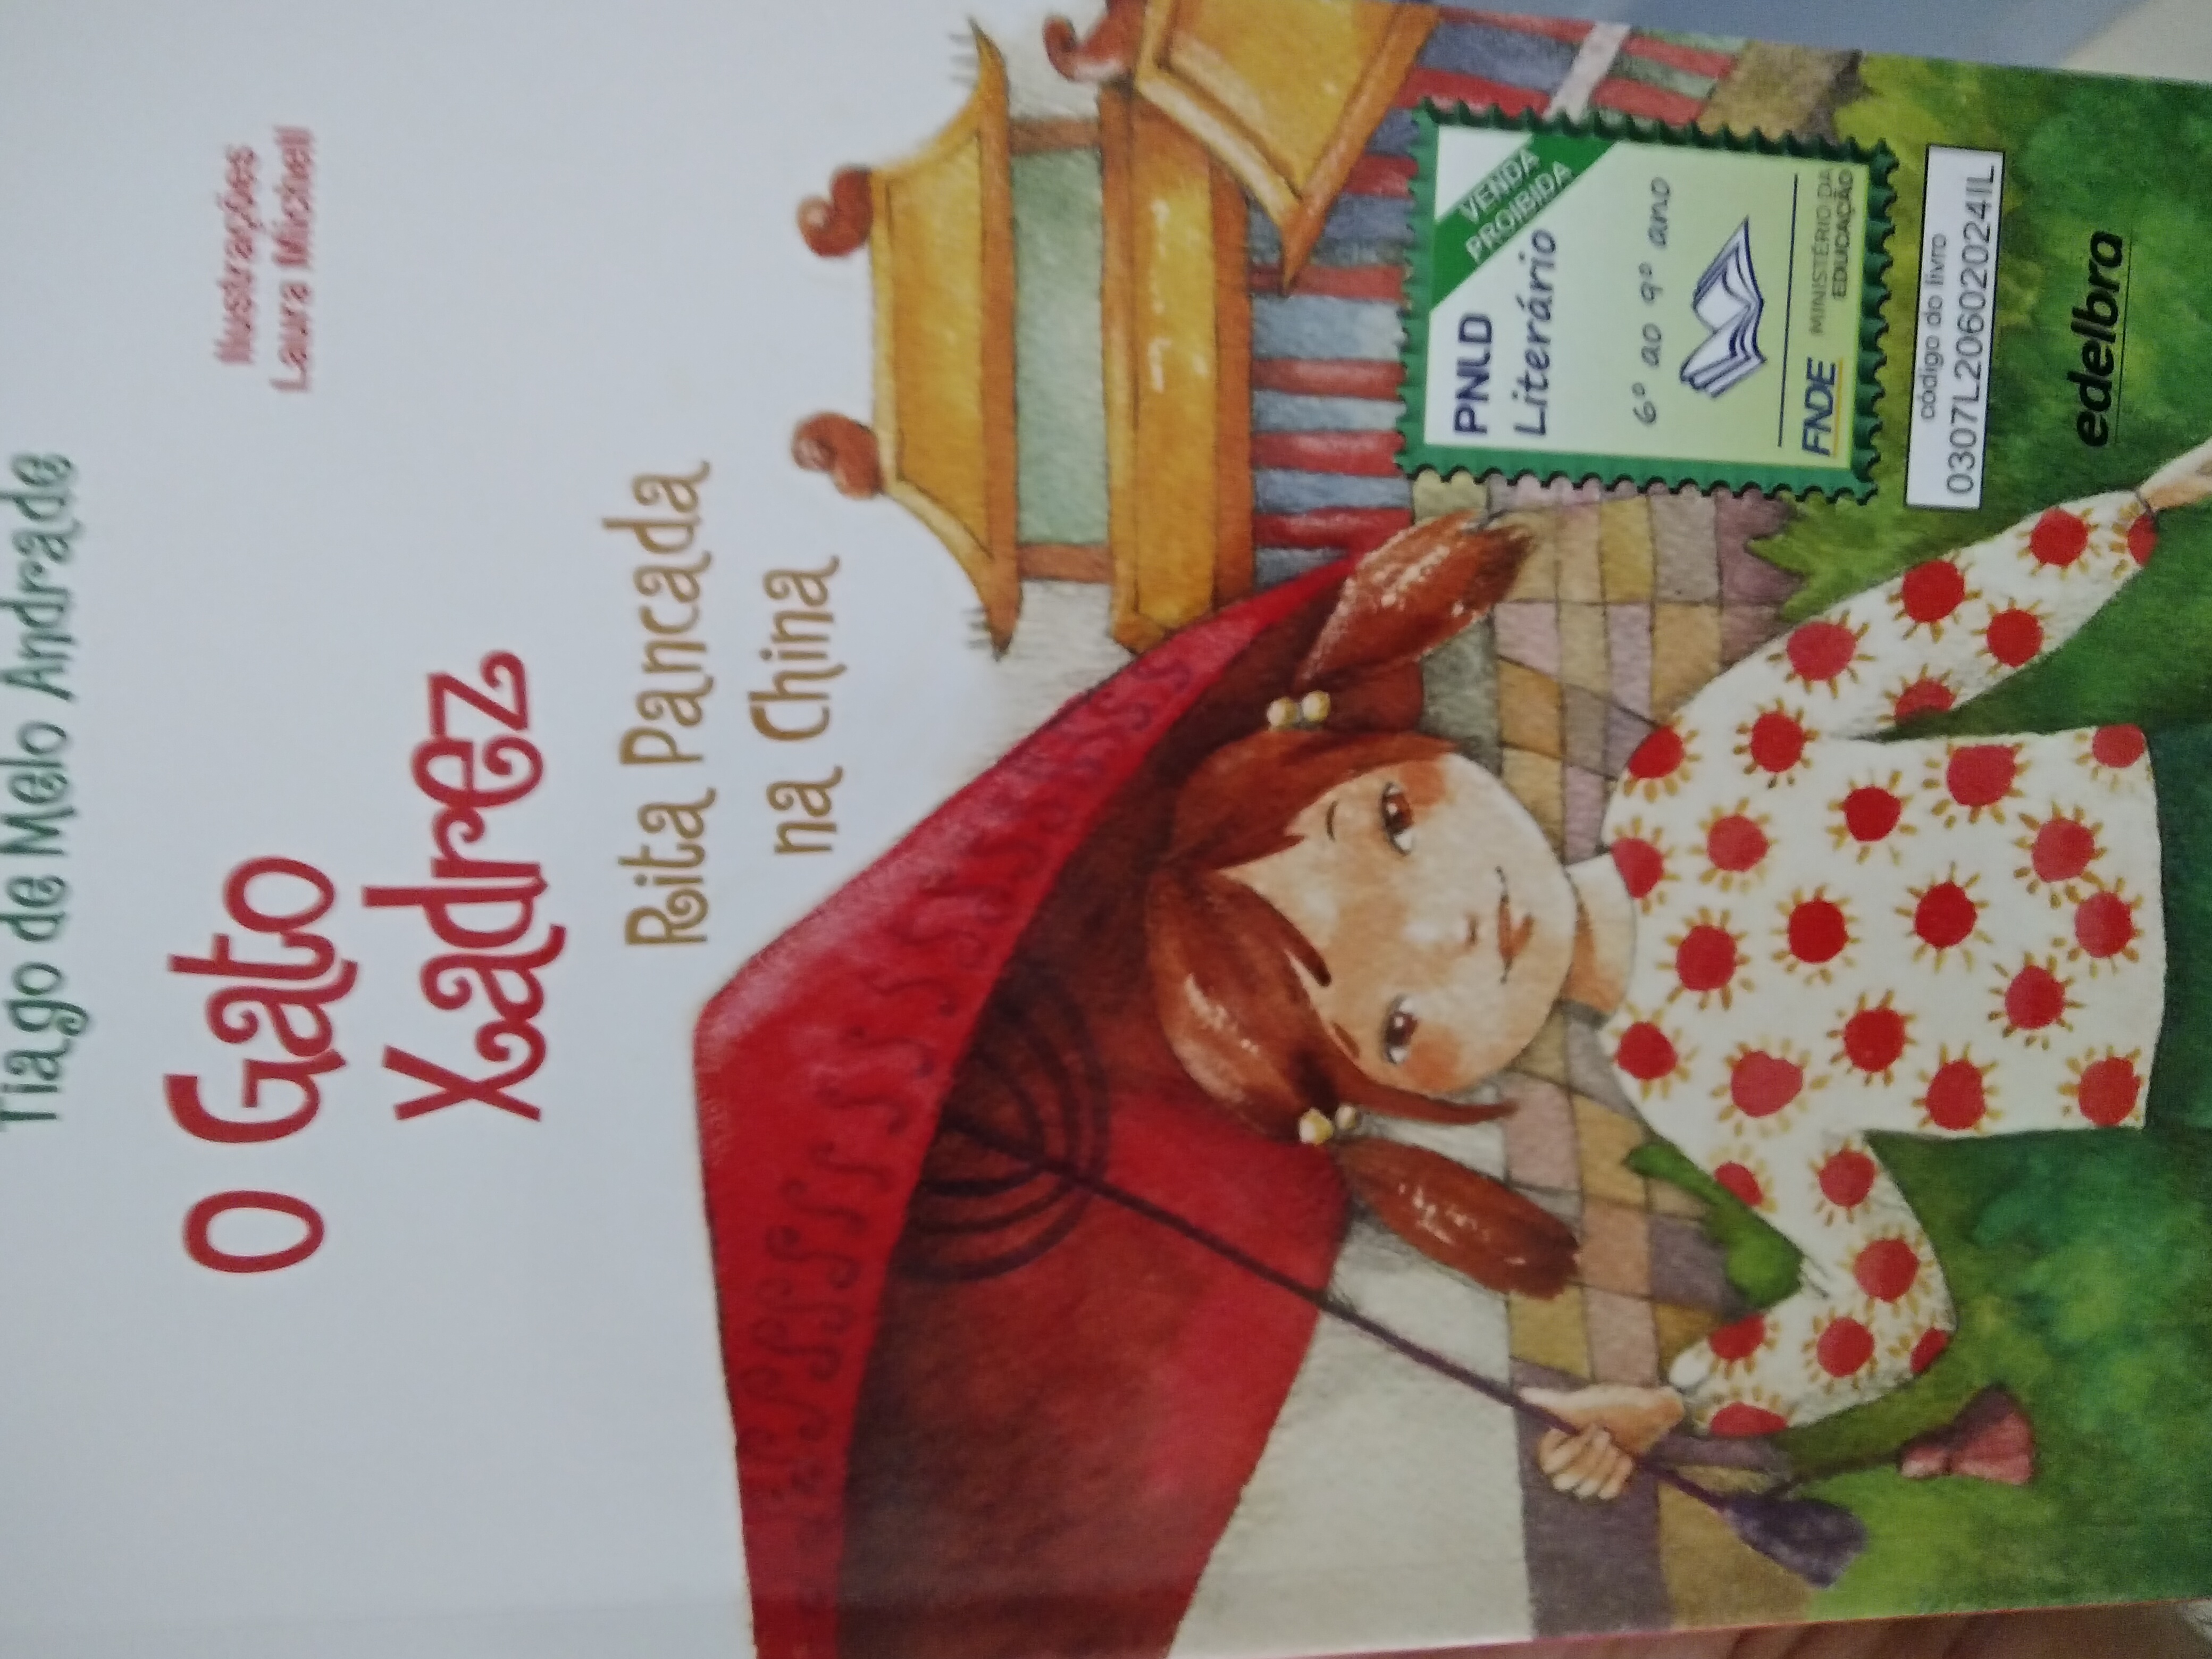 Tiago de Melo Andrade
O Gato
Xadrez
Ilustrações
Laura Michell
Rita Pancada
na China
PNLD
Literário
VENDA
PROIBIDA
6º ao 9º ano
FNDE
MINISTÉRIO DA
EDUCAÇÃO
código do livro
0307L20602024IL
edelbra